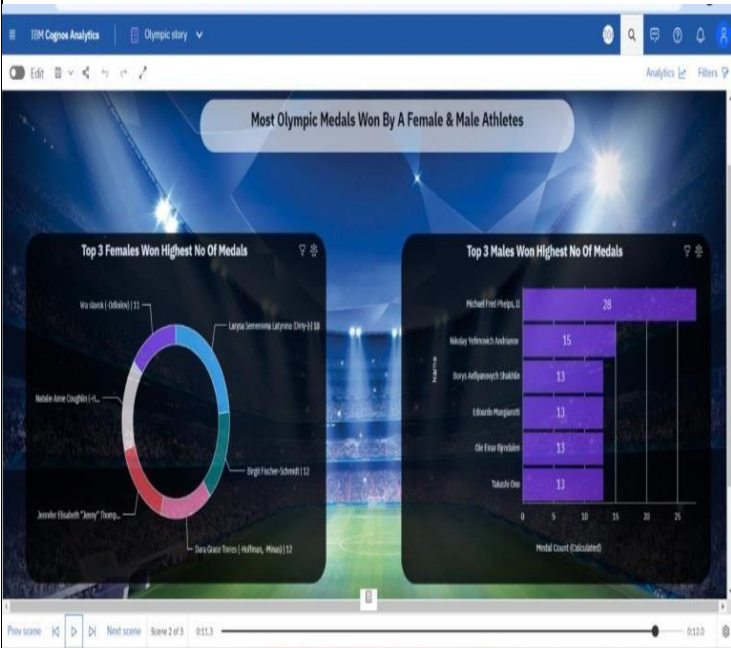 IBM Cognos Analytics
Olympic story
Edit
Analytics
Filters
Most Olympic Medals Won By A Female & Male Athletes
Top 3 Females Won Highest No Of Medals
(-Odlozilov) | 11
Larysa Semenivna Latynina (Diriy-) | 18
Natalie Anne Coughlin (-H...
Birgit Fischer-Schmidt | 12
Jennifer Elisabeth "Jenny" Thomp...
Dara Grace Torres (-Hoffman, -Minas) | 12
Top 3 Males Won Highest No Of Medals
Name
Michael Fred Phelps, II
28
Nikolay Yefimovich Andrianov
15
Borys Anfiyanovych Shakhlin
13
Edoardo Mangiarotti
13
Ole Einar Bjrndalen
13
Takashi Ono
13
0 5 10 15 20 25
Medal Count (Calculated)
Prev scene
Next scene
Scene 2 of 3
0:11.3
0:12.0